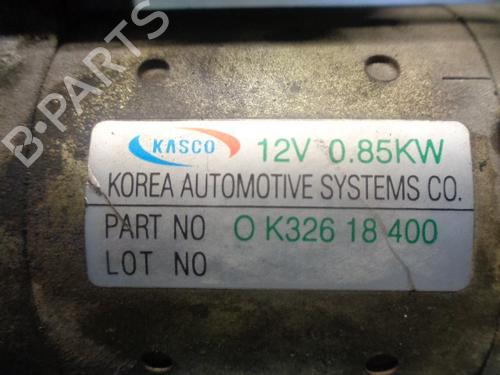 B-PARTS
KASCO 12V 0.85KW
KOREA AUTOMOTIVE SYSTEMS CO.
PART NO O K326 18 400
LOT NO